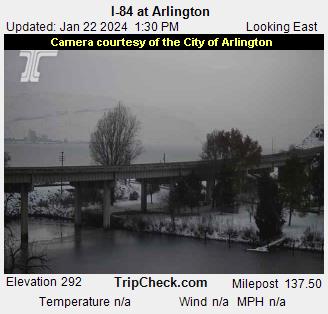 I-84 at Arlington
Updated: Jan 22 2024 1:30 PM Looking East
Camera courtesy of the City of Arlington
Elevation 292 TripCheck.com Milepost 137.50
Temperature n/a Wind n/a MPH n/a